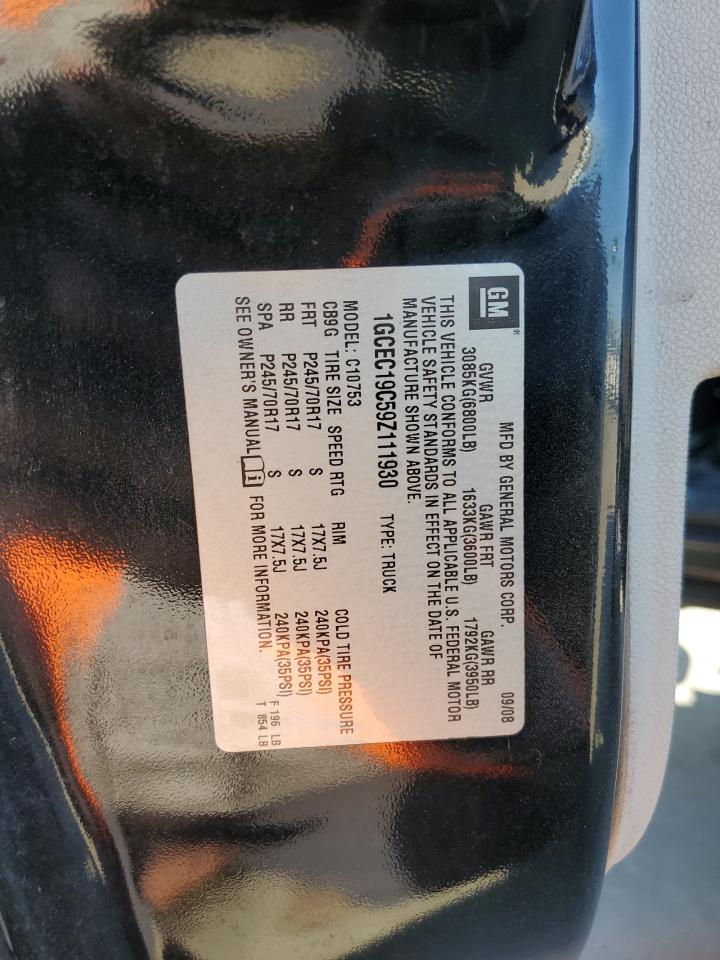 GM
MFD BY GENERAL MOTORS CORP. 09/08
GVWR GAWR FRT GAWR RR
3085KG(6800LB) 1633KG(3600LB) 1792KG(3950LB)
THIS VEHICLE CONFORMS TO ALL APPLICABLE U.S. FEDERAL MOTOR
VEHICLE SAFETY STANDARDS IN EFFECT ON THE DATE OF
MANUFACTURE SHOWN ABOVE.
1GCEC19C59Z111930 TYPE: TRUCK
MODEL: C10753
CB9G TIRE SIZE SPEED RTG RIM COLD TIRE PRESSURE
FRT P245/70R17 S 17X7.5J 240KPA(35PSI)
RR P245/70R17 S 17X7.5J 240KPA(35PSI)
SPA P245/70R17 S 17X7.5J 240KPA(35PSI)
SEE OWNER'S MANUAL FOR MORE INFORMATION.
F 196 LB
T 854 LB